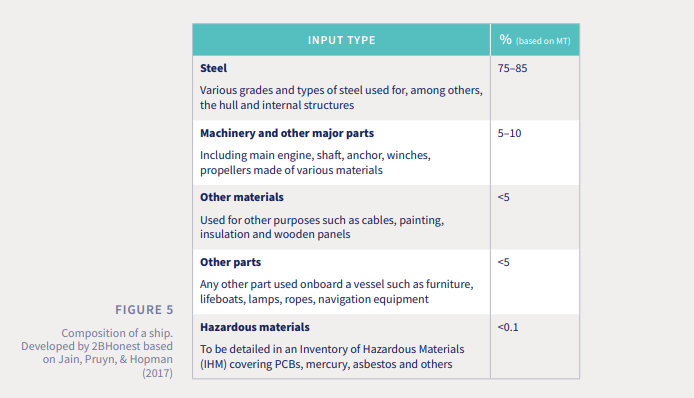 INPUT TYPE
% (based on MT)
Steel
75–85
Various grades and types of steel used for, among others,
the hull and internal structures
Machinery and other major parts
5–10
Including main engine, shaft, anchor, winches,
propellers made of various materials
Other materials
<5
Used for other purposes such as cables, painting,
insulation and wooden panels
Other parts
<5
Any other part used onboard a vessel such as furniture,
lifeboats, lamps, ropes, navigation equipment
Hazardous materials
<0.1
To be detailed in an Inventory of Hazardous Materials
(IHM) covering PCBs, mercury, asbestos and others
FIGURE 5
Composition of a ship.
Developed by 2BHonest based
on Jain, Pruyn, & Hopman
(2017)